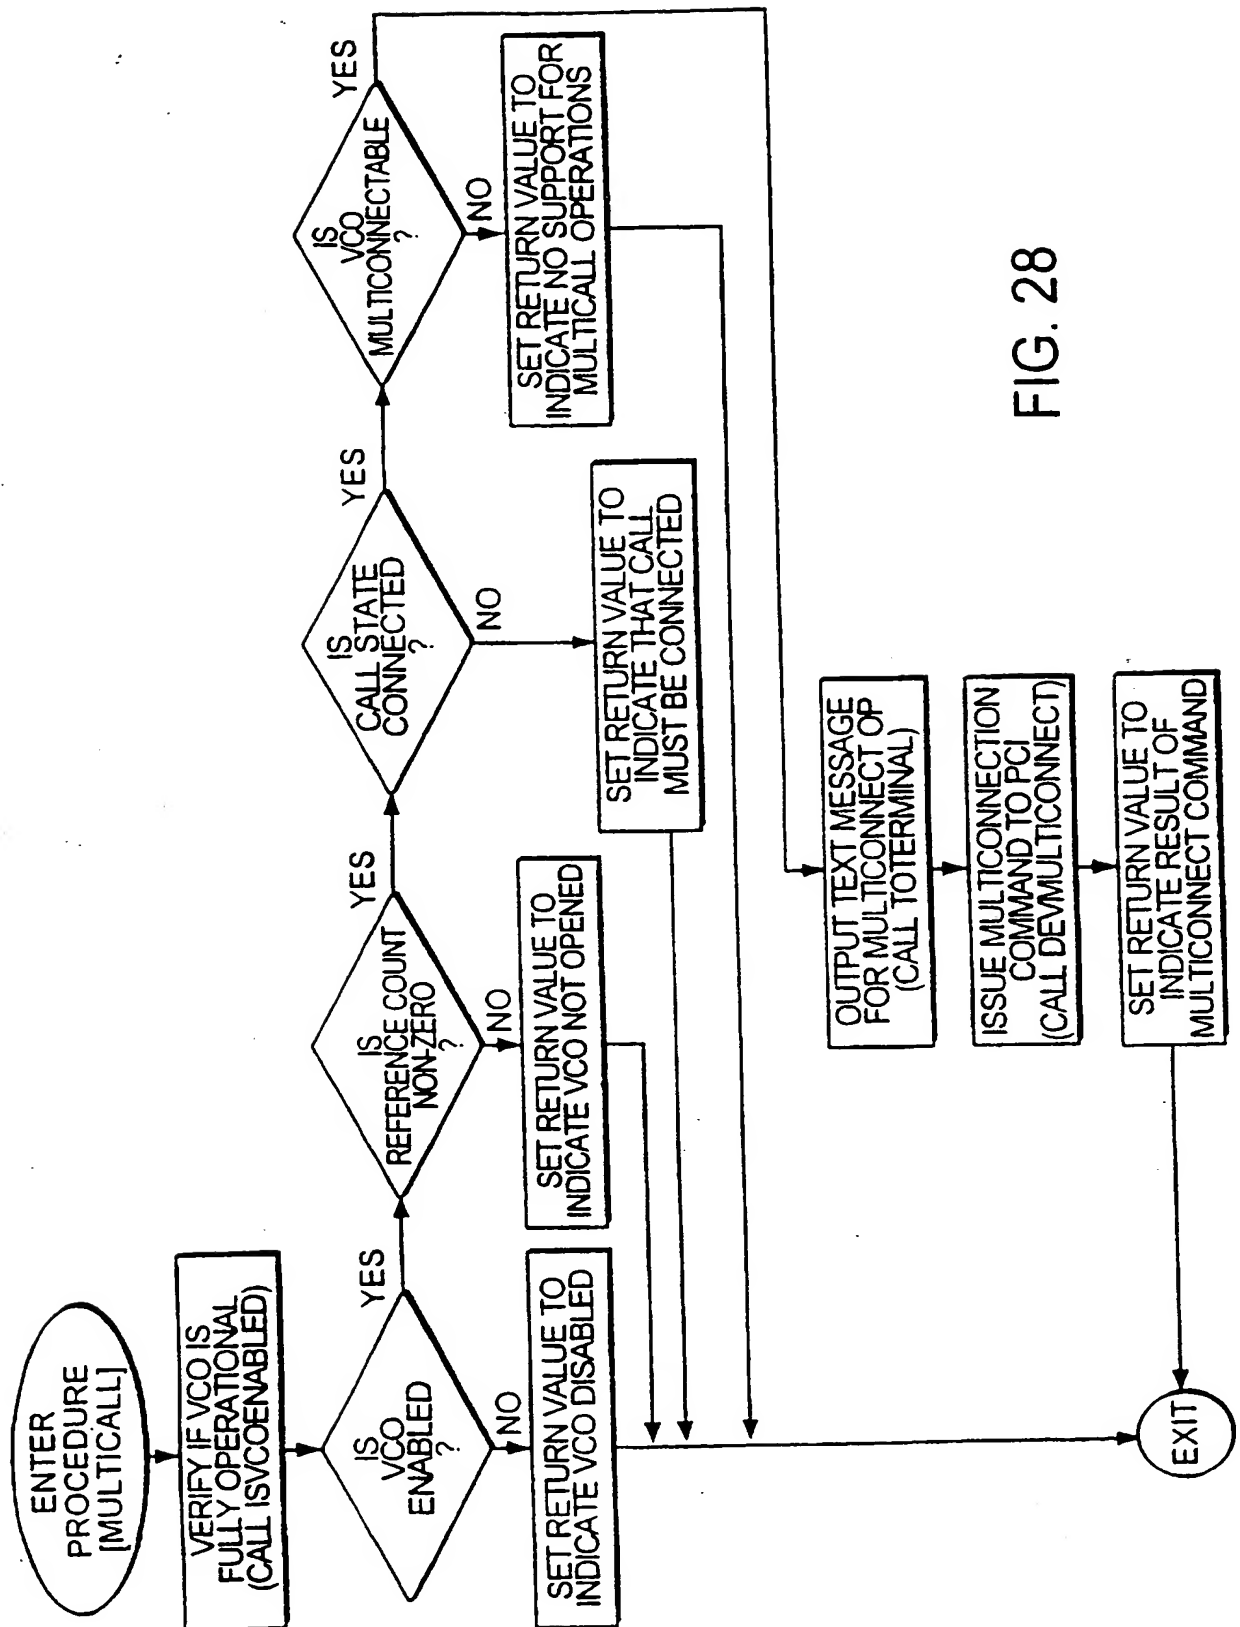 ENTER
PROCEDURE
[MULTICALL]
VERIFY IF VCO IS
FULLY OPERATIONAL
(CALL ISVCOENABLED)
IS
VCO
ENABLED
?
YES
NO
SET RETURN VALUE TO
INDICATE VCO DISABLED
IS
REFERENCE COUNT
NON-ZERO
?
YES
NO
SET RETURN VALUE TO
INDICATE VCO NOT OPENED
IS
CALL STATE
CONNECTED
?
YES
NO
SET RETURN VALUE TO
INDICATE THAT CALL
MUST BE CONNECTED
IS
VCO
MULTICONNECTABLE
?
YES
NO
SET RETURN VALUE TO
INDICATE NO SUPPORT FOR
MULTICALL OPERATIONS
OUTPUT TEXT MESSAGE
FOR MULTICONNECT OP
(CALL TOTERMINAL)
ISSUE MULTICONNECTION
COMMAND TO PCI
(CALL DEVMULTICONNECT)
SET RETURN VALUE TO
INDICATE RESULT OF
MULTICONNECT COMMAND
EXIT
FIG. 28